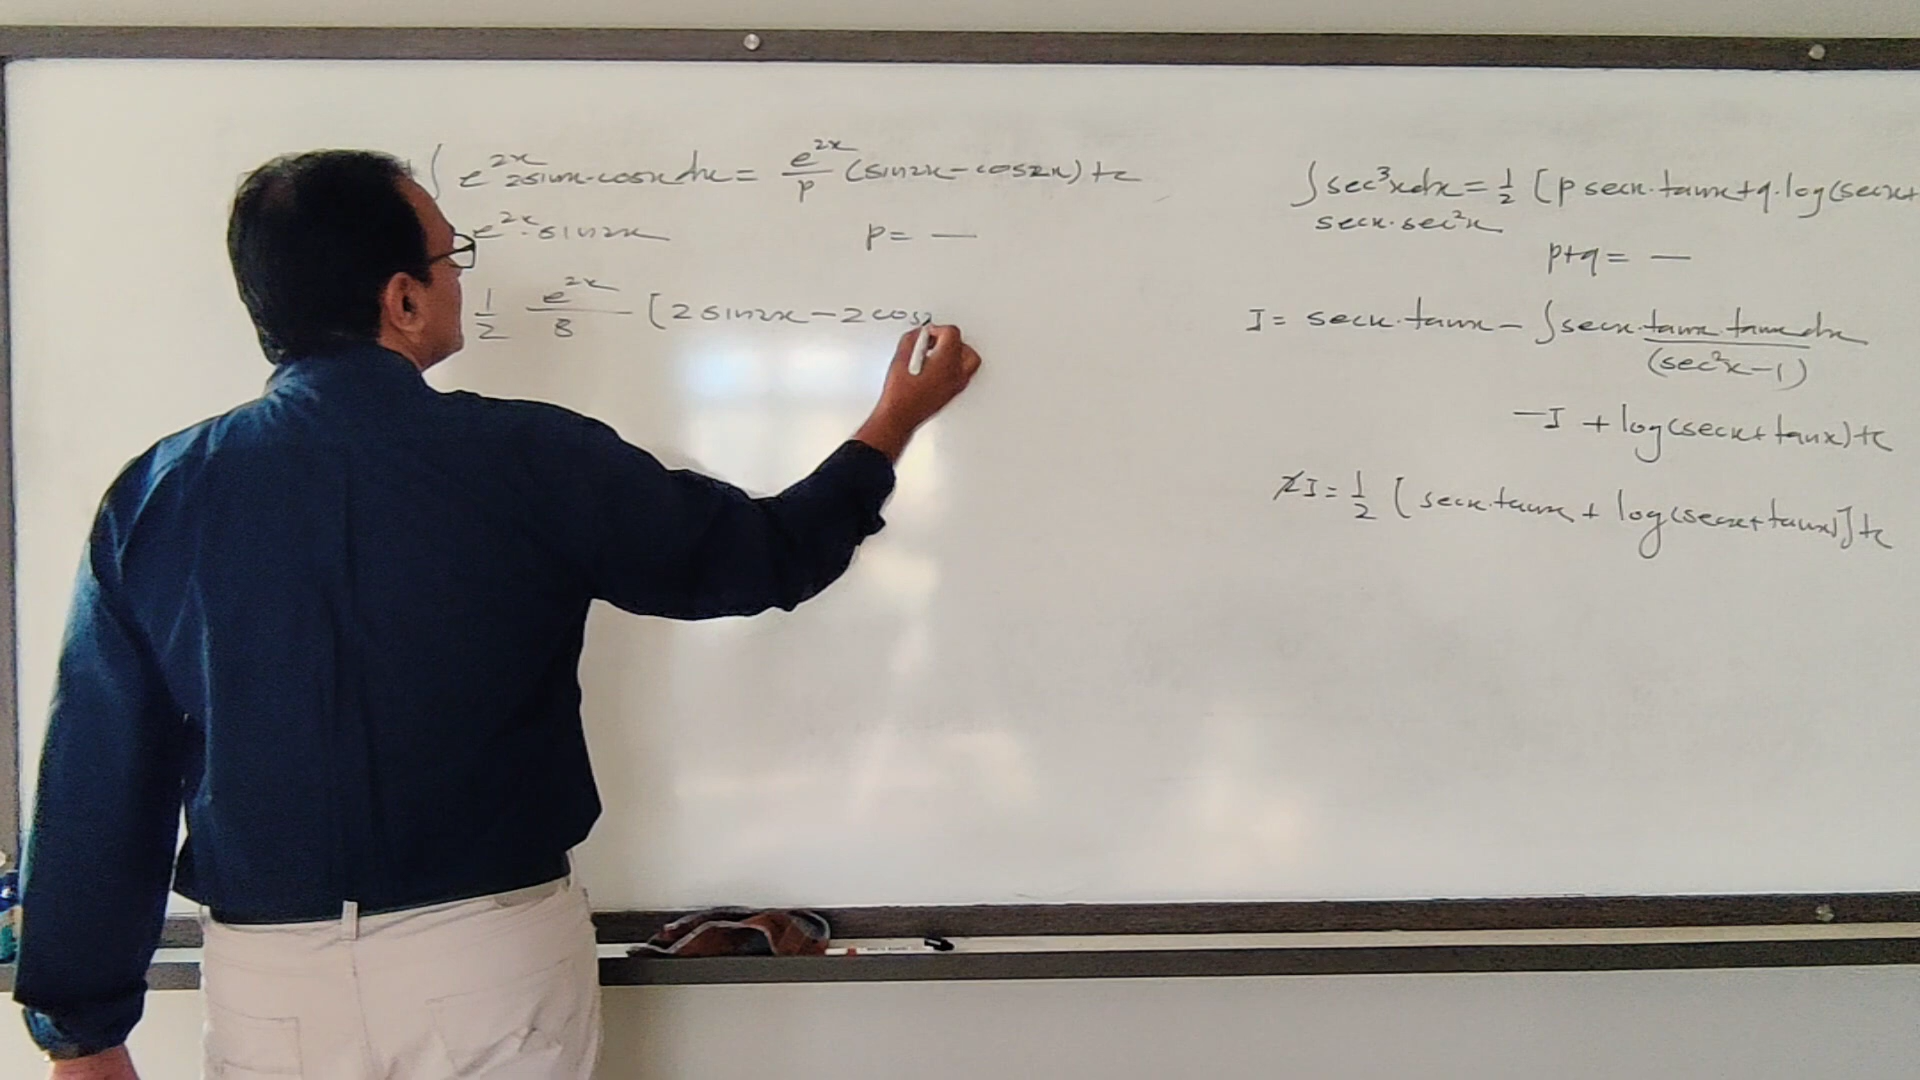 ∫ e^{2x} 2sinx·cosx dx = e^{2x}/p (sin2x − cos2x) + c
e^{2x}·sin2x
p = —
1/2 e^{2x}/8 [2sin2x − 2cos2
∫ sec³x dx = 1/2 [p secx·tanx + q·log(secx+
secx·sec²x
p+q = —
I = secx·tanx − ∫ secx·tanx·tanx dx
(sec²x − 1)
− I + log(secx + tanx) + c
2I = 1/2 [secx·tanx + log(secx + tanx)] + c